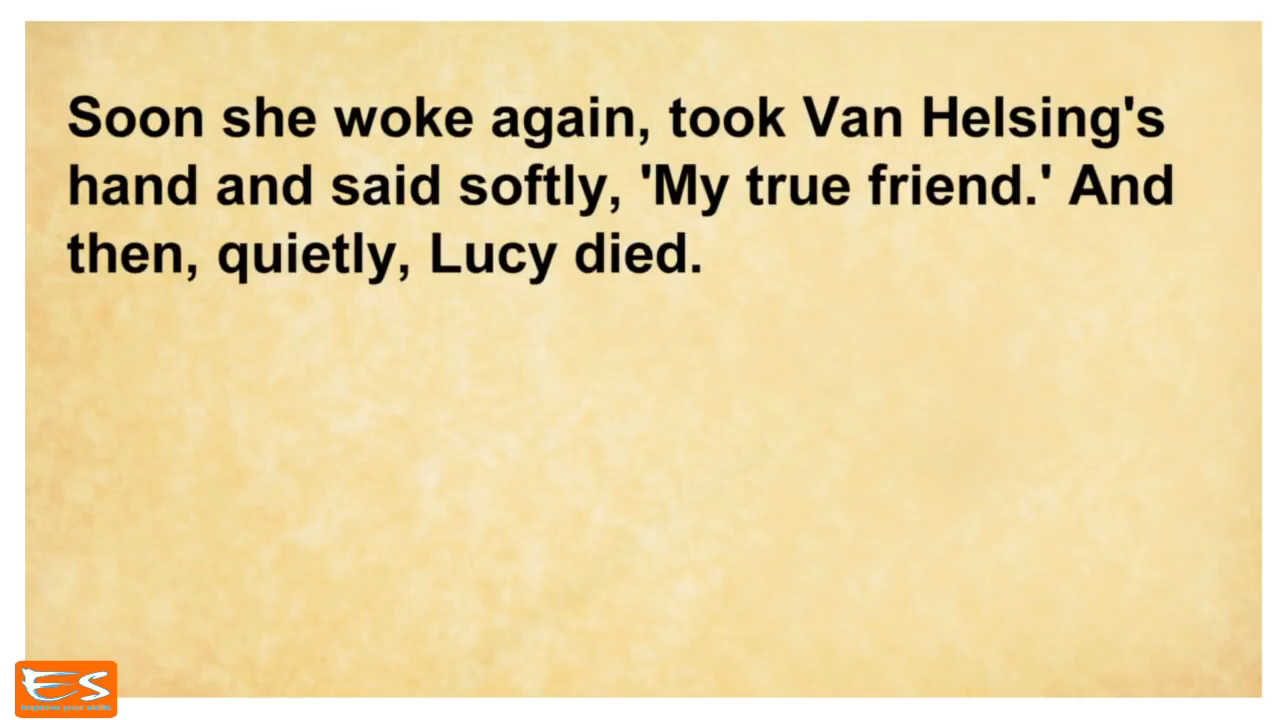 Soon she woke again, took Van Helsing's
hand and said softly, 'My true friend.' And
then, quietly, Lucy died.
ES